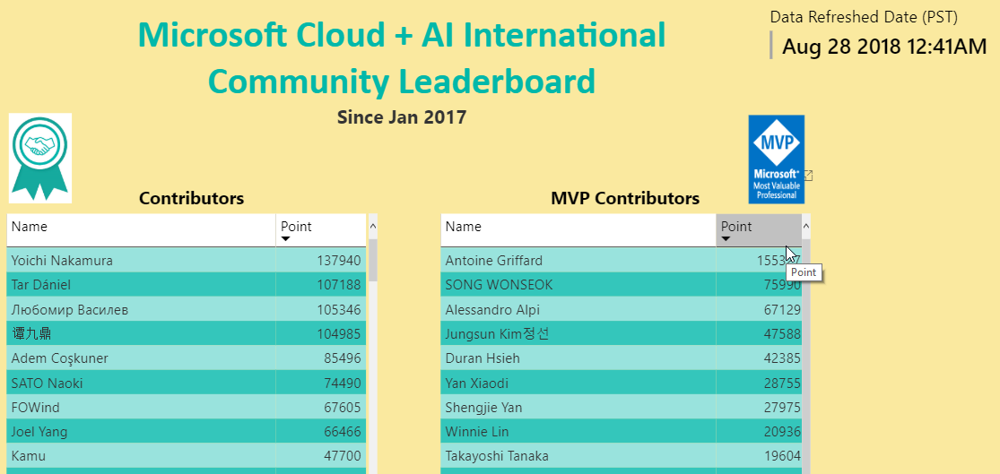 Data Refreshed Date (PST)
Aug 28 2018 12:41AM
Microsoft Cloud + AI International
Community Leaderboard
Since Jan 2017
MVP
Microsoft®
Most Valuable
Professional
Contributors
Name Point
Yoichi Nakamura 137940
Tar Dániel 107188
Любомир Василев 105346
谭九鼎 104985
Adem Coşkuner 85496
SATO Naoki 74490
FOWind 67605
Joel Yang 66466
Kamu 47700
MVP Contributors
Name Point
Antoine Griffard
Point
SONG WONSEOK 75990
Alessandro Alpi 67129
Jungsun Kim정선 47588
Duran Hsieh 42385
Yan Xiaodi 28755
Shengjie Yan 27975
Winnie Lin 20936
Takayoshi Tanaka 19604